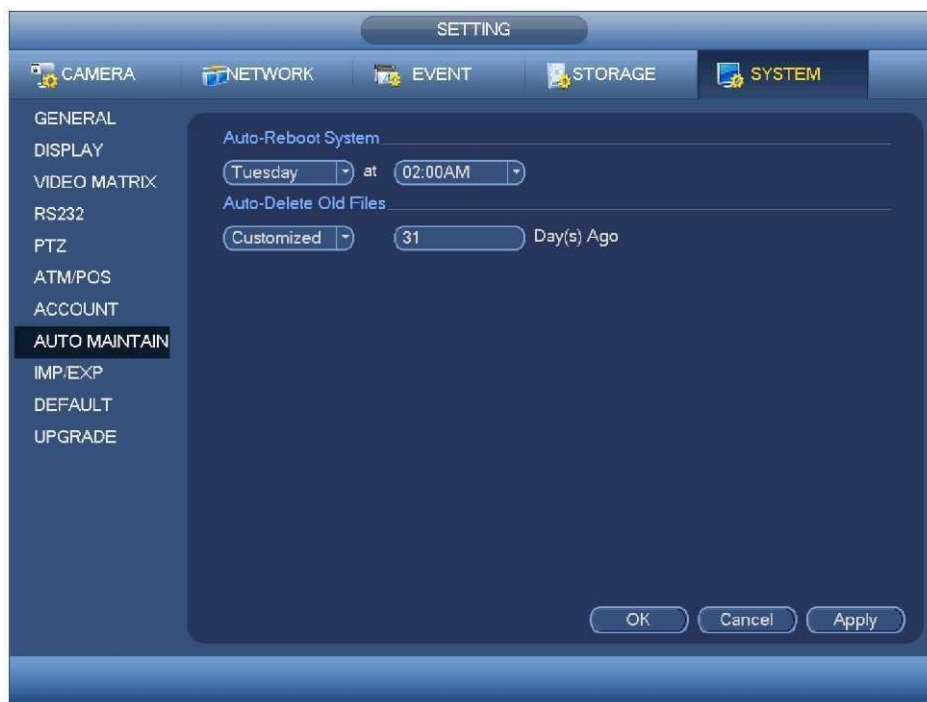 SETTING
CAMERA NETWORK EVENT STORAGE SYSTEM
GENERAL
DISPLAY
VIDEO MATRIX
RS232
PTZ
ATM/POS
ACCOUNT
AUTO MAINTAIN
IMP/EXP
DEFAULT
UPGRADE
Auto-Reboot System
Tuesday at 02:00AM
Auto-Delete Old Files
Customized 31 Day(s) Ago
OK Cancel Apply